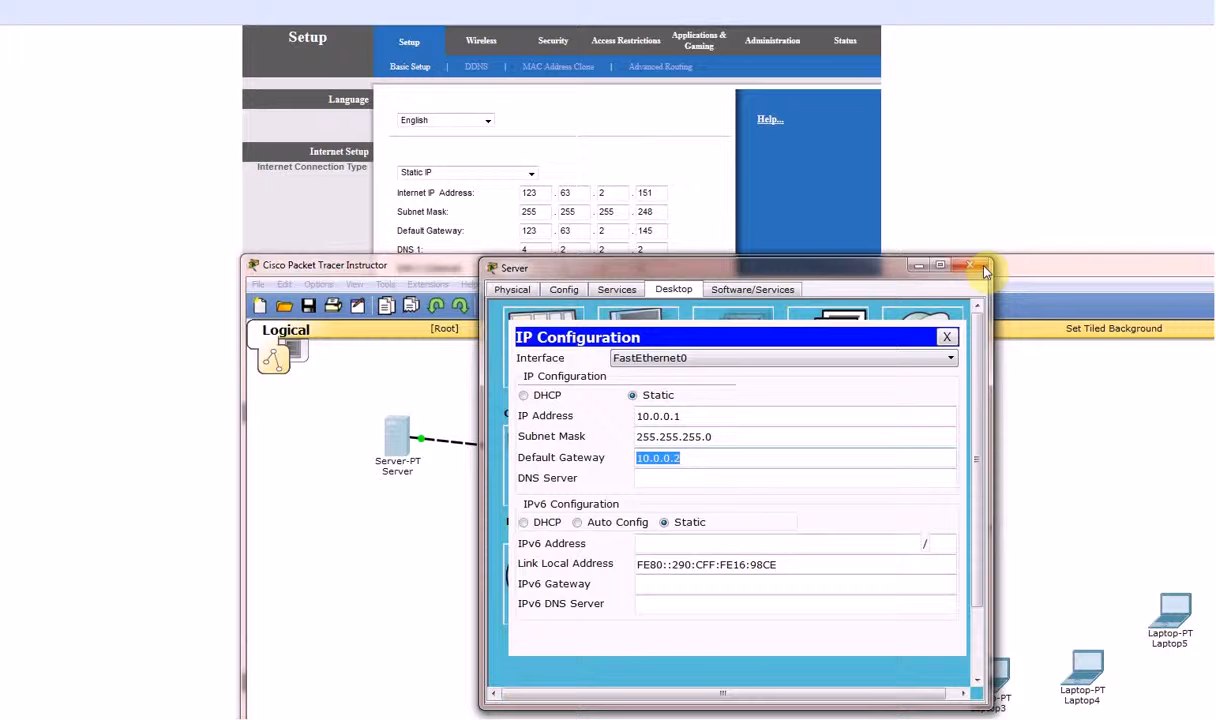 Setup
Setup Wireless Security Access Restrictions Applications & Gaming Administration Status
Basic Setup | DDNS | MAC Address Clone | Advanced Routing
Language
English
Help...
Internet Setup
Internet Connection Type
Static IP
Internet IP Address: 123 . 63 . 2 . 151
Subnet Mask: 255 . 255 . 255 . 248
Default Gateway: 123 . 63 . 2 . 145
DNS 1: 4 . 2 . 2 . 2
Cisco Packet Tracer Instructor
File Edit Options View Tools Extensions
Logical [Root] Set Tiled Background
Server-PT
Server
Server
Physical Config Services Desktop Software/Services
IP Configuration X
Interface FastEthernet0
IP Configuration
DHCP Static
IP Address 10.0.0.1
Subnet Mask 255.255.255.0
Default Gateway 10.0.0.2
DNS Server
IPv6 Configuration
DHCP Auto Config Static
IPv6 Address /
Link Local Address FE80::290:CFF:FE16:98CE
IPv6 Gateway
IPv6 DNS Server
Laptop-PT
Laptop5
Laptop-PT
Laptop4